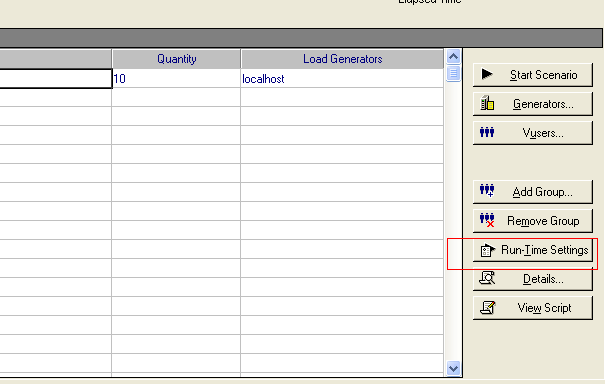 Elapsed Time
Quantity Load Generators
10 localhost
Start Scenario
Generators...
Vusers...
Add Group...
Remove Group
Run-Time Settings
Details...
View Script